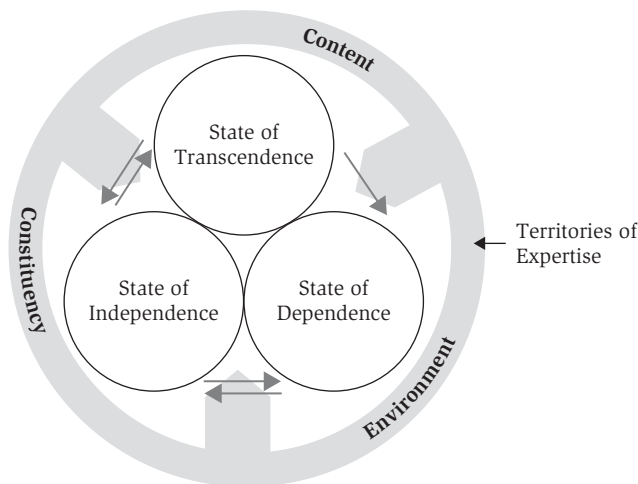 Content
State of
Transcendence
Constituency
Territories of
Expertise
State of
Independence
State of
Dependence
Environment